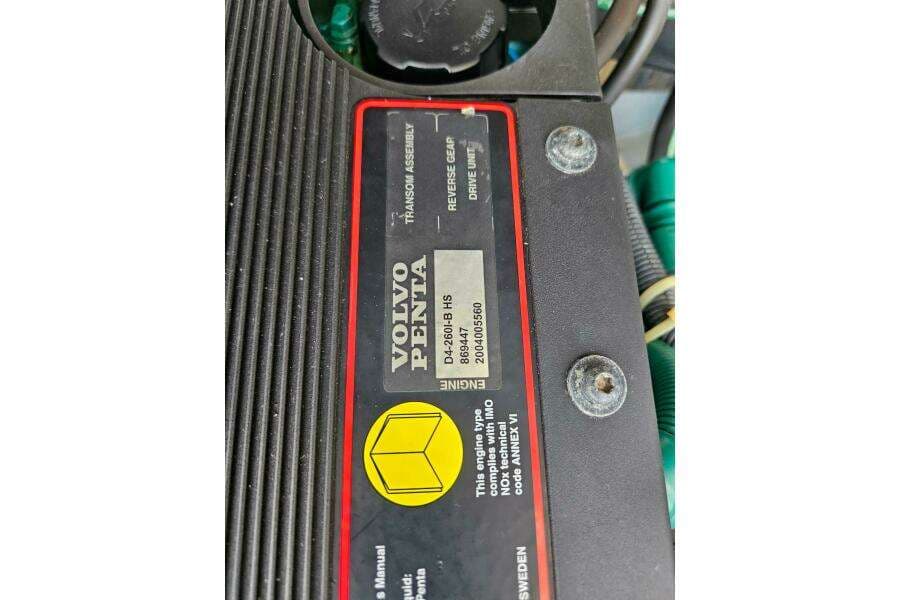 TRANSOM ASSEMBLY
REVERSE GEAR
DRIVE UNIT
VOLVO
PENTA
D4-260I-B HS
869447
2004005560
ENGINE
This engine type
complies with IMO
NOx technical
code ANNEX VI
s Manual
quid:
Penta
SWEDEN